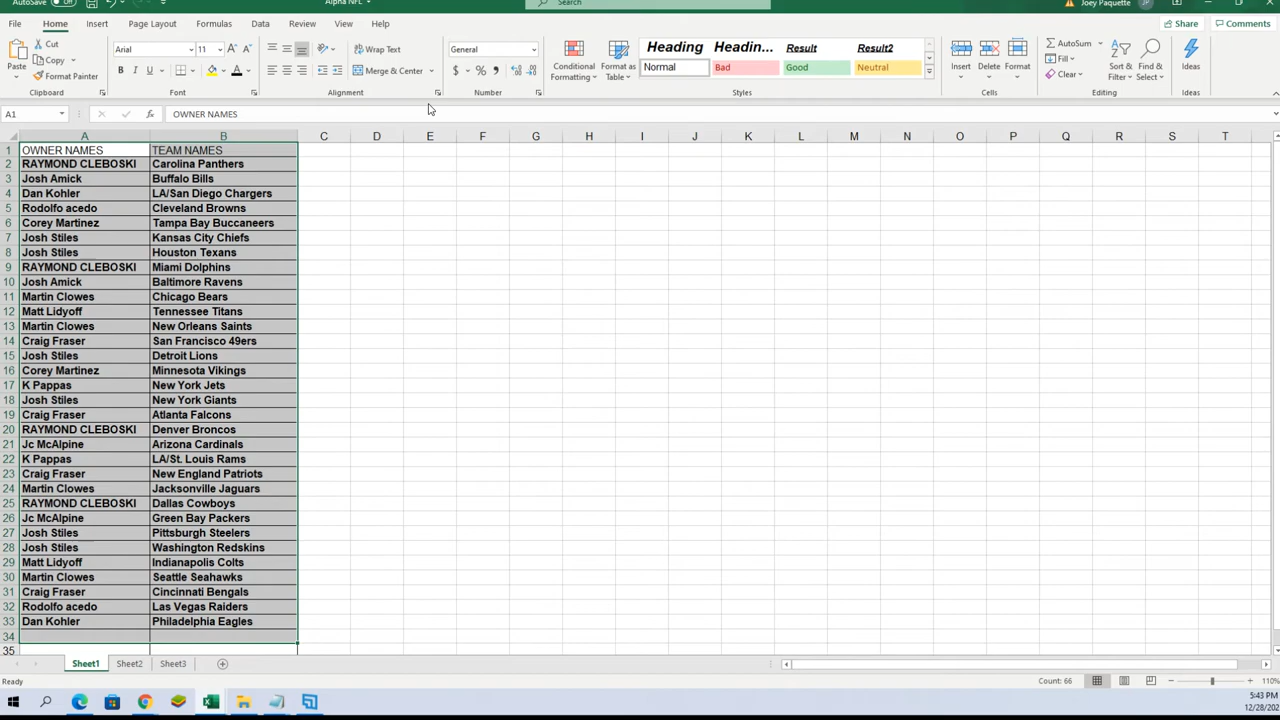 AutoSave Off Alpha NFL Search Joey Paquette JP
File Home Insert Page Layout Formulas Data Review View Help Share Comments
Cut Arial 11 Wrap Text General Heading Headin... Result Result2 AutoSum
Copy Fill
Paste Format Painter Merge & Center Conditional Formatting Format as Table Normal Bad Good Neutral Insert Delete Format Clear Sort & Filter Find & Select Ideas
Clipboard Font Alignment Number Styles Cells Editing Ideas
A1 OWNER NAMES
A B C D E F G H I J K L M N O P Q R S T
1 OWNER NAMES TEAM NAMES
2 RAYMOND CLEBOSKI Carolina Panthers
3 Josh Amick Buffalo Bills
4 Dan Kohler LA/San Diego Chargers
5 Rodolfo acedo Cleveland Browns
6 Corey Martinez Tampa Bay Buccaneers
7 Josh Stiles Kansas City Chiefs
8 Josh Stiles Houston Texans
9 RAYMOND CLEBOSKI Miami Dolphins
10 Josh Amick Baltimore Ravens
11 Martin Clowes Chicago Bears
12 Matt Lidyoff Tennessee Titans
13 Martin Clowes New Orleans Saints
14 Craig Fraser San Francisco 49ers
15 Josh Stiles Detroit Lions
16 Corey Martinez Minnesota Vikings
17 K Pappas New York Jets
18 Josh Stiles New York Giants
19 Craig Fraser Atlanta Falcons
20 RAYMOND CLEBOSKI Denver Broncos
21 Jc McAlpine Arizona Cardinals
22 K Pappas LA/St. Louis Rams
23 Craig Fraser New England Patriots
24 Martin Clowes Jacksonville Jaguars
25 RAYMOND CLEBOSKI Dallas Cowboys
26 Jc McAlpine Green Bay Packers
27 Josh Stiles Pittsburgh Steelers
28 Josh Stiles Washington Redskins
29 Matt Lidyoff Indianapolis Colts
30 Martin Clowes Seattle Seahawks
31 Craig Fraser Cincinnati Bengals
32 Rodolfo acedo Las Vegas Raiders
33 Dan Kohler Philadelphia Eagles
34
35
Sheet1 Sheet2 Sheet3
Ready Count: 66 110%
5:43 PM